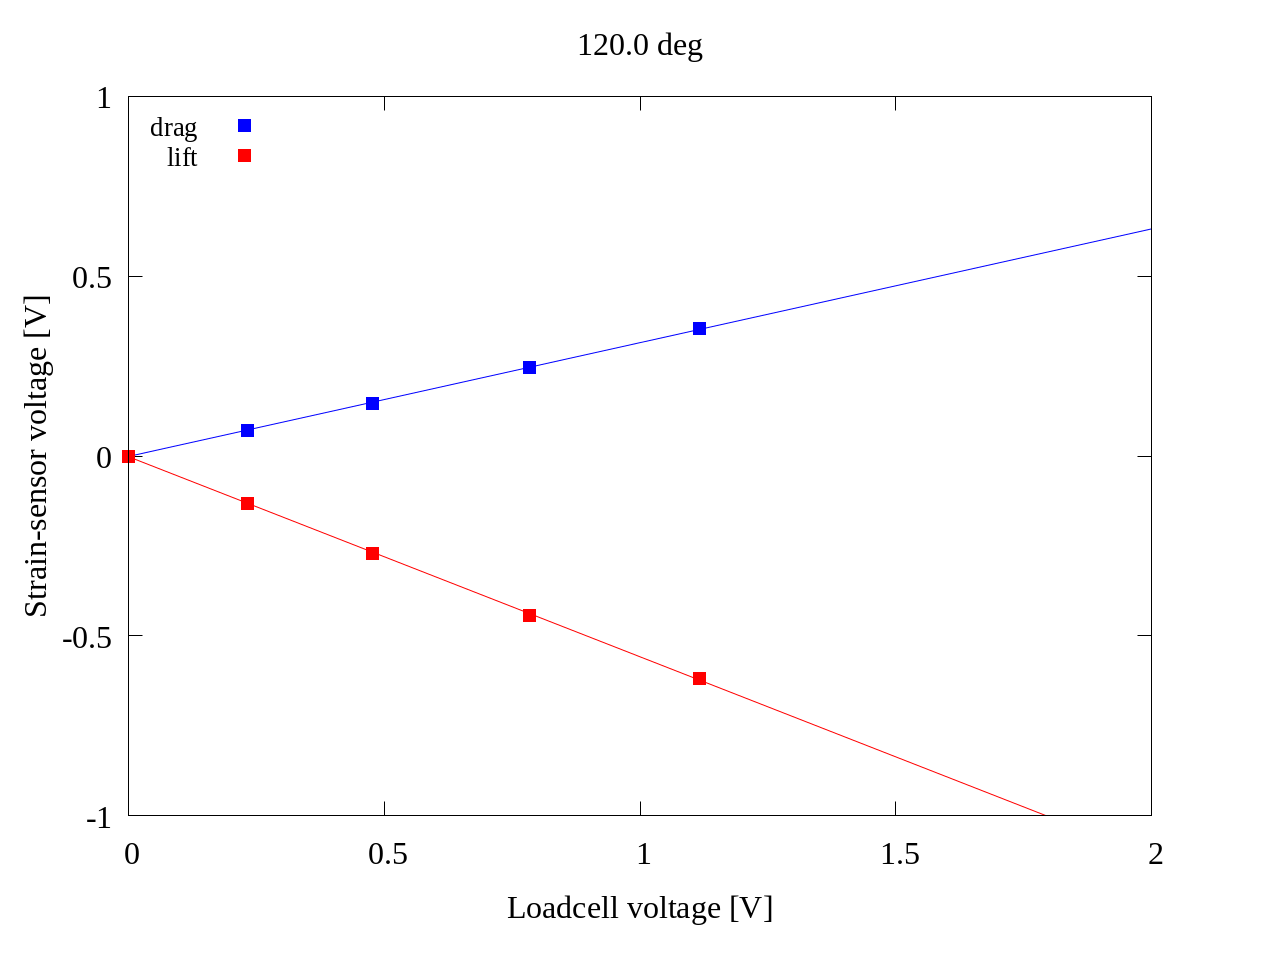 120.0 deg
drag
lift
1
0.5
0
-0.5
-1
Strain-sensor voltage [V]
0 0.5 1 1.5 2
Loadcell voltage [V]